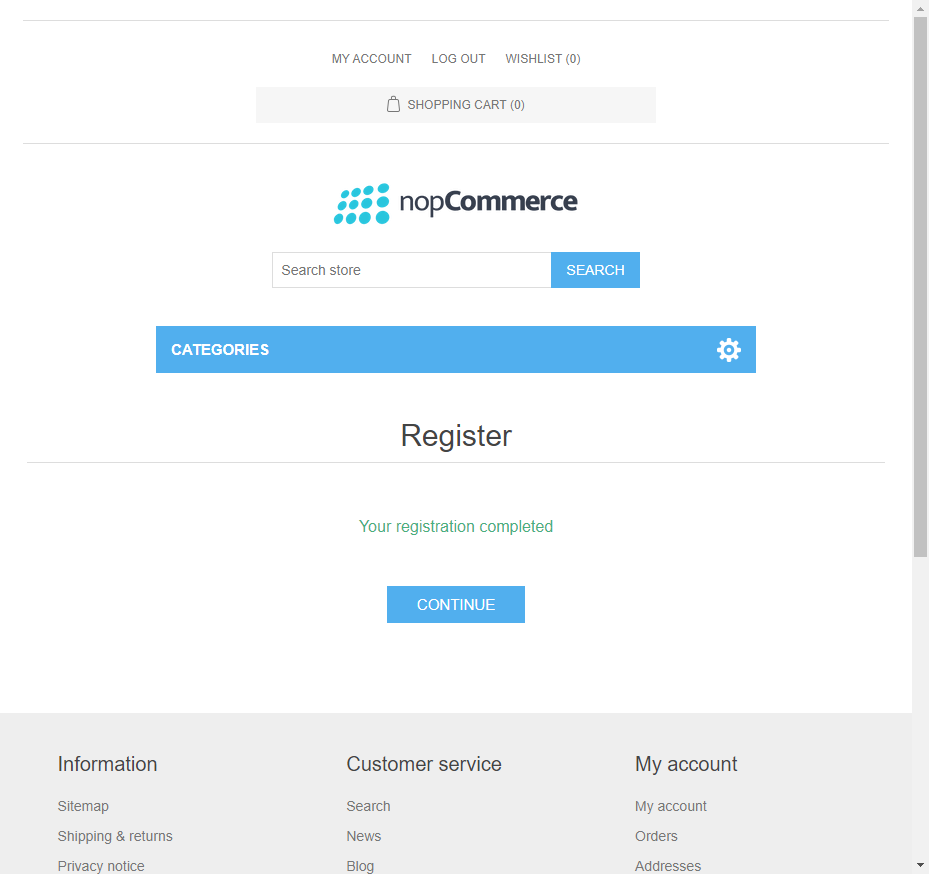 MY ACCOUNT LOG OUT WISHLIST (0)
SHOPPING CART (0)
nopCommerce
Search store SEARCH
CATEGORIES
Register
Your registration completed
CONTINUE
Information Customer service My account
Sitemap Search My account
Shipping & returns News Orders
Privacy notice Blog Addresses